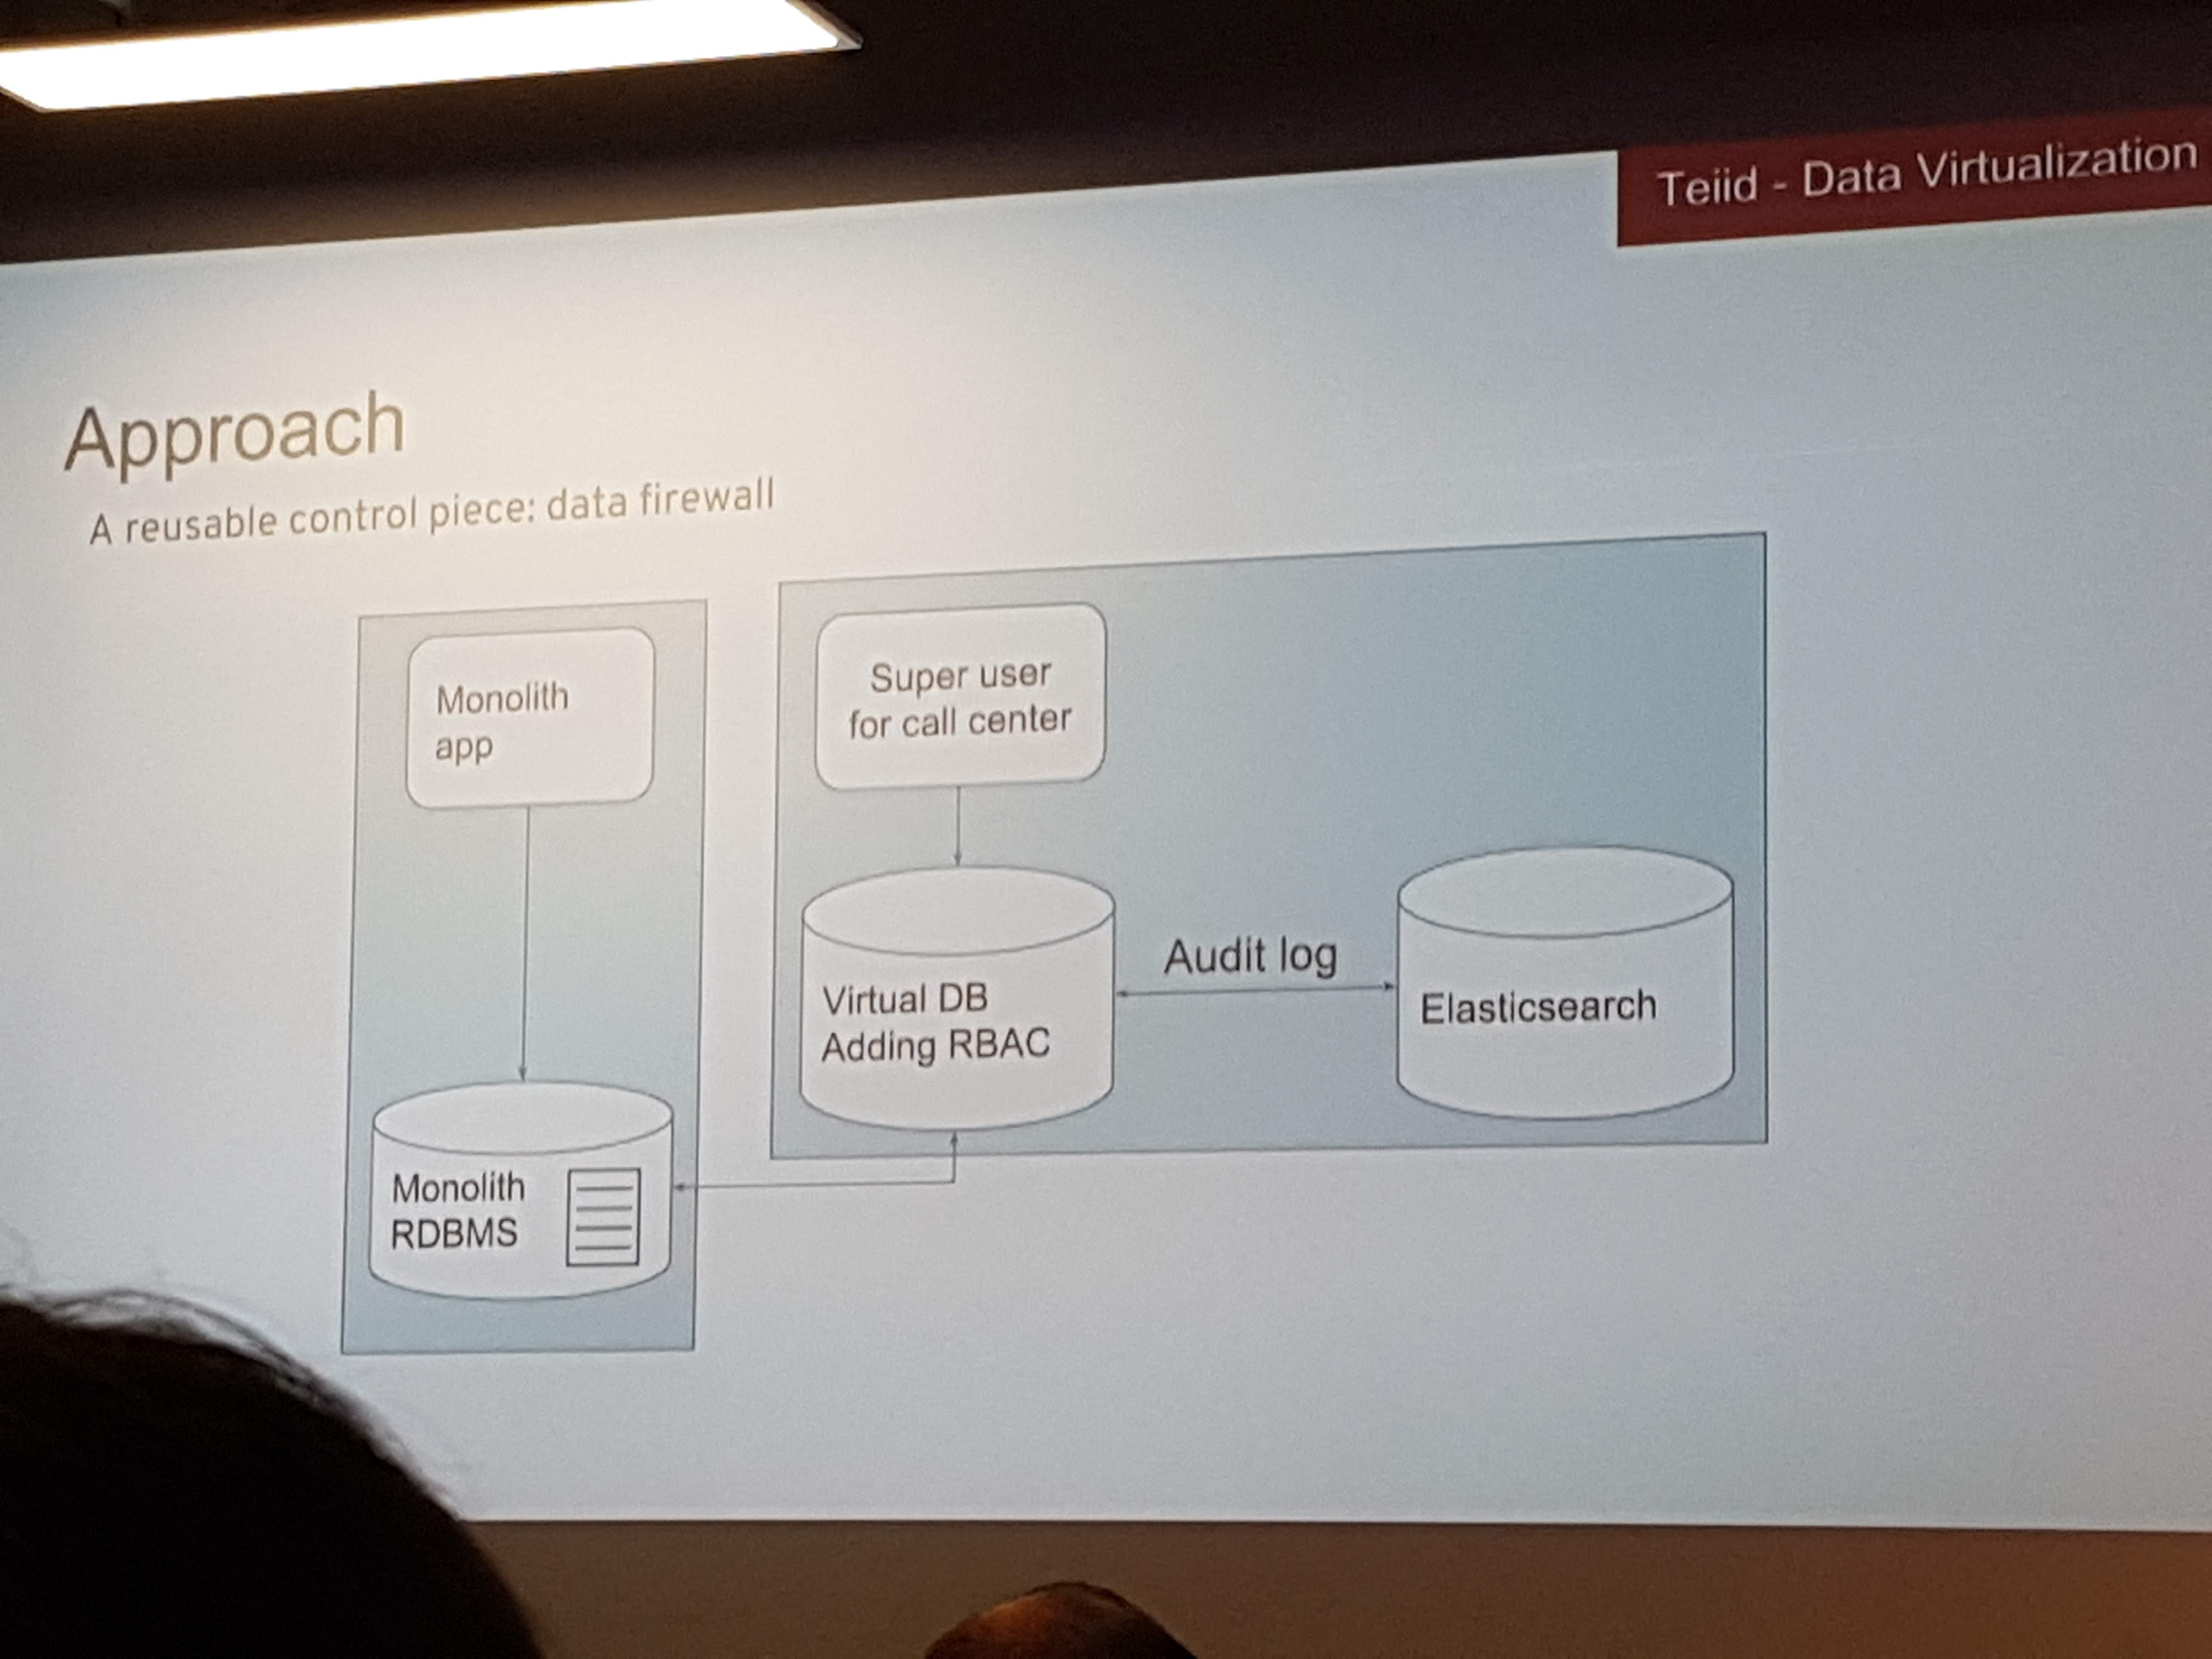 Teiid - Data Virtualization
Approach
A reusable control piece: data firewall
Monolith
app
Super user
for call center
Virtual DB
Adding RBAC
Audit log
Elasticsearch
Monolith
RDBMS